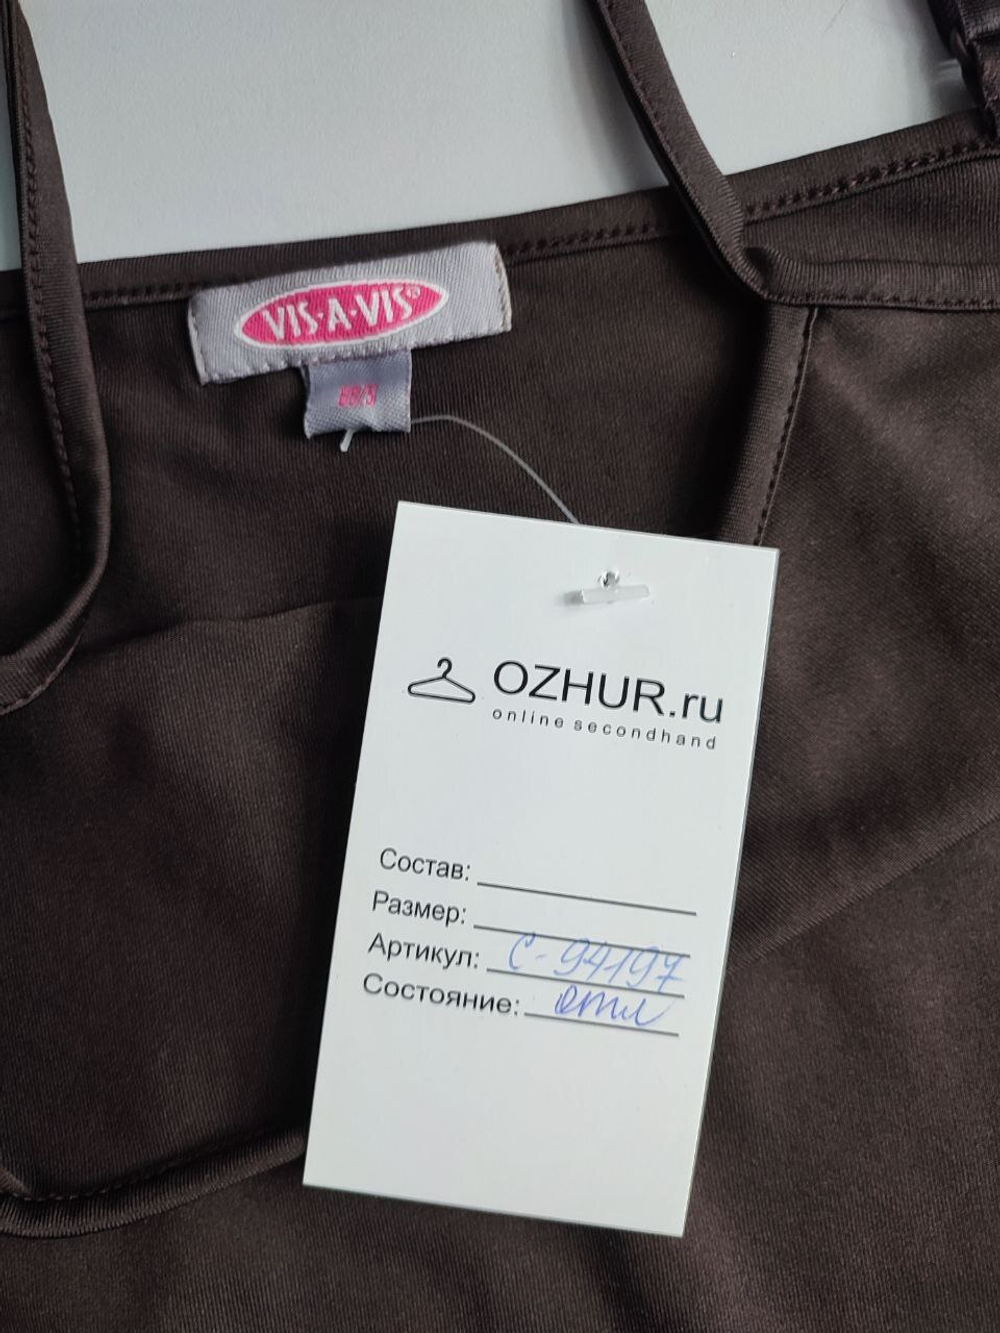 VIS·A·VIS®
OZHUR.ru
online secondhand
Состав:
Размер:
Артикул: С-94197
Состояние: отл